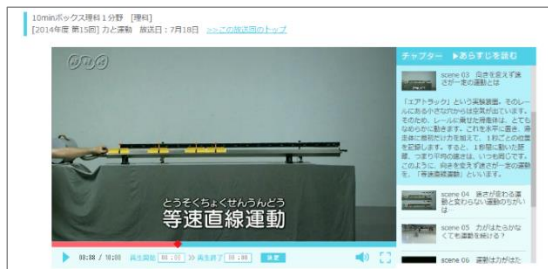 10minボックス理科1分野 [理科]
[2014年度 第15回] 力と運動 放送日：7月18日 >>この放送回のトップ
NHK
とうそくちょくせんうんどう
等速直線運動
チャプター ▶あらすじを読む
scene 03 向きを変えず速さが一定の運動とは
「エアトラック」という実験装置。そのレールにある小さな穴からは空気が出ています。
そのため、レールに乗せた滑走体は、とてもなめらかに動きます。これを水平に置き、滑走体に瞬間だけ力を加えて、1秒ごとの位置を記録します。すると、1秒間に動いた距離、つまり平均の速さは、いつも同じです。
このように、向きを変えず速さが一定の運動を、「等速直線運動」といいます。
scene 04 速さが変わる運動と変わらない運動のちがいは…
scene 05 力がはたらかなくても運動を続ける？
scene 06 運動は力がはた
10:00
再生開始
再生終了